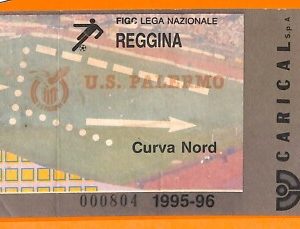 FIGC LEGA NAZIONALE
REGGINA
U.S. PALERMO
Curva Nord
000804 1995-96
CARICAL SpA